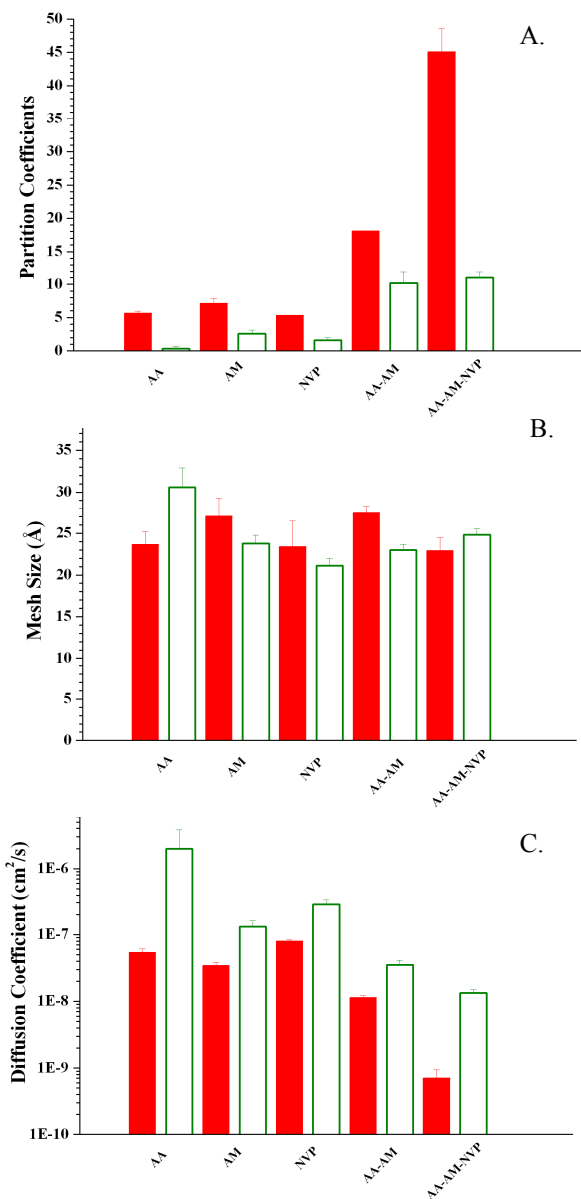 A.
Partition Coefficients
50
45
40
35
30
25
20
15
10
5
0
AA
AM
NVP
AA-AM
AA-AM-NVP
B.
Mesh Size (Å)
35
30
25
20
15
10
5
0
AA
AM
NVP
AA-AM
AA-AM-NVP
C.
Diffusion Coefficient (cm²/s)
1E-6
1E-7
1E-8
1E-9
1E-10
AA
AM
NVP
AA-AM
AA-AM-NVP